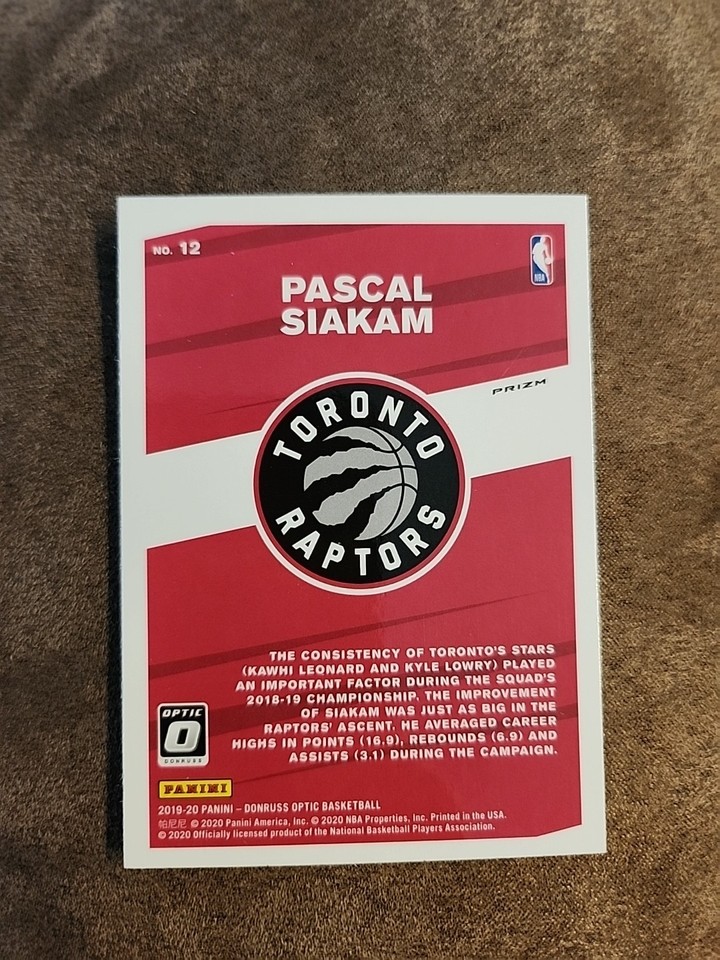 NO. 12
NBA
PASCAL
SIAKAM
PRIZM
TORONTO
RAPTORS
THE CONSISTENCY OF TORONTO'S STARS
(KAWHI LEONARD AND KYLE LOWRY) PLAYED
AN IMPORTANT FACTOR DURING THE SQUAD'S
2018-19 CHAMPIONSHIP. THE IMPROVEMENT
OF SIAKAM WAS JUST AS BIG IN THE
RAPTORS' ASCENT. HE AVERAGED CAREER
HIGHS IN POINTS (16.9), REBOUNDS (6.9) AND
ASSISTS (3.1) DURING THE CAMPAIGN.
OPTIC
O
DONRUSS
PANINI
2019-20 PANINI – DONRUSS OPTIC BASKETBALL
帕尼尼 © 2020 Panini America, Inc. © 2020 NBA Properties, Inc. Printed in the USA.
© 2020 Officially licensed product of the National Basketball Players Association.